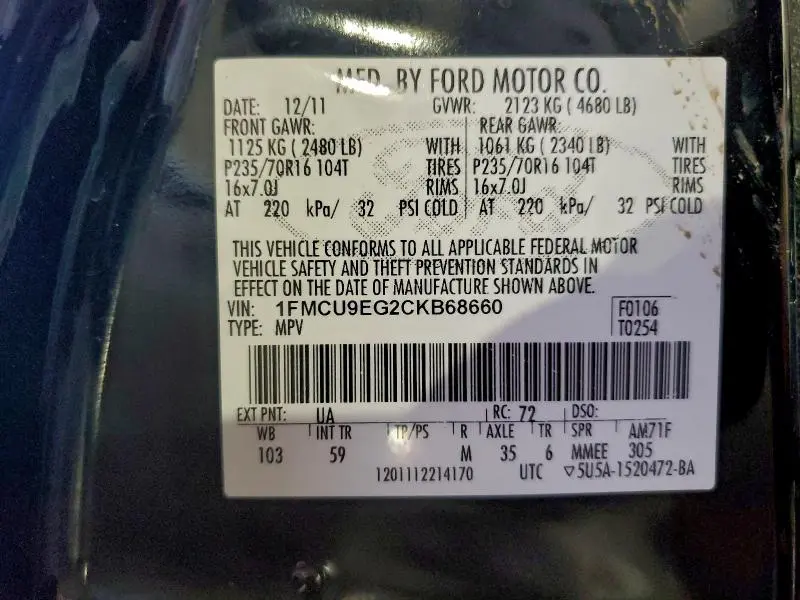 MFD. BY FORD MOTOR CO.
DATE: 12/11 GVWR: 2123 KG ( 4680 LB)
FRONT GAWR: REAR GAWR:
1125 KG ( 2480 LB) WITH 1061 KG ( 2340 LB) WITH
P235/70R16 104T TIRES P235/70R16 104T TIRES
16x7.0J RIMS 16x7.0J RIMS
AT 220 kPa/ 32 PSI COLD AT 220 kPa/ 32 PSI COLD
THIS VEHICLE CONFORMS TO ALL APPLICABLE FEDERAL MOTOR
VEHICLE SAFETY AND THEFT PREVENTION STANDARDS IN
EFFECT ON THE DATE OF MANUFACTURE SHOWN ABOVE.
VIN: 1FMCU9EG2CKB68660 F0106
TYPE: MPV T0254
EXT PNT: UA RC: 72 DSO:
WB INT TR TP/PS R AXLE TR SPR AM71F
103 59 M 35 6 MMEE 305
1201112214170 UTC ▽5U5A-1520472-BA